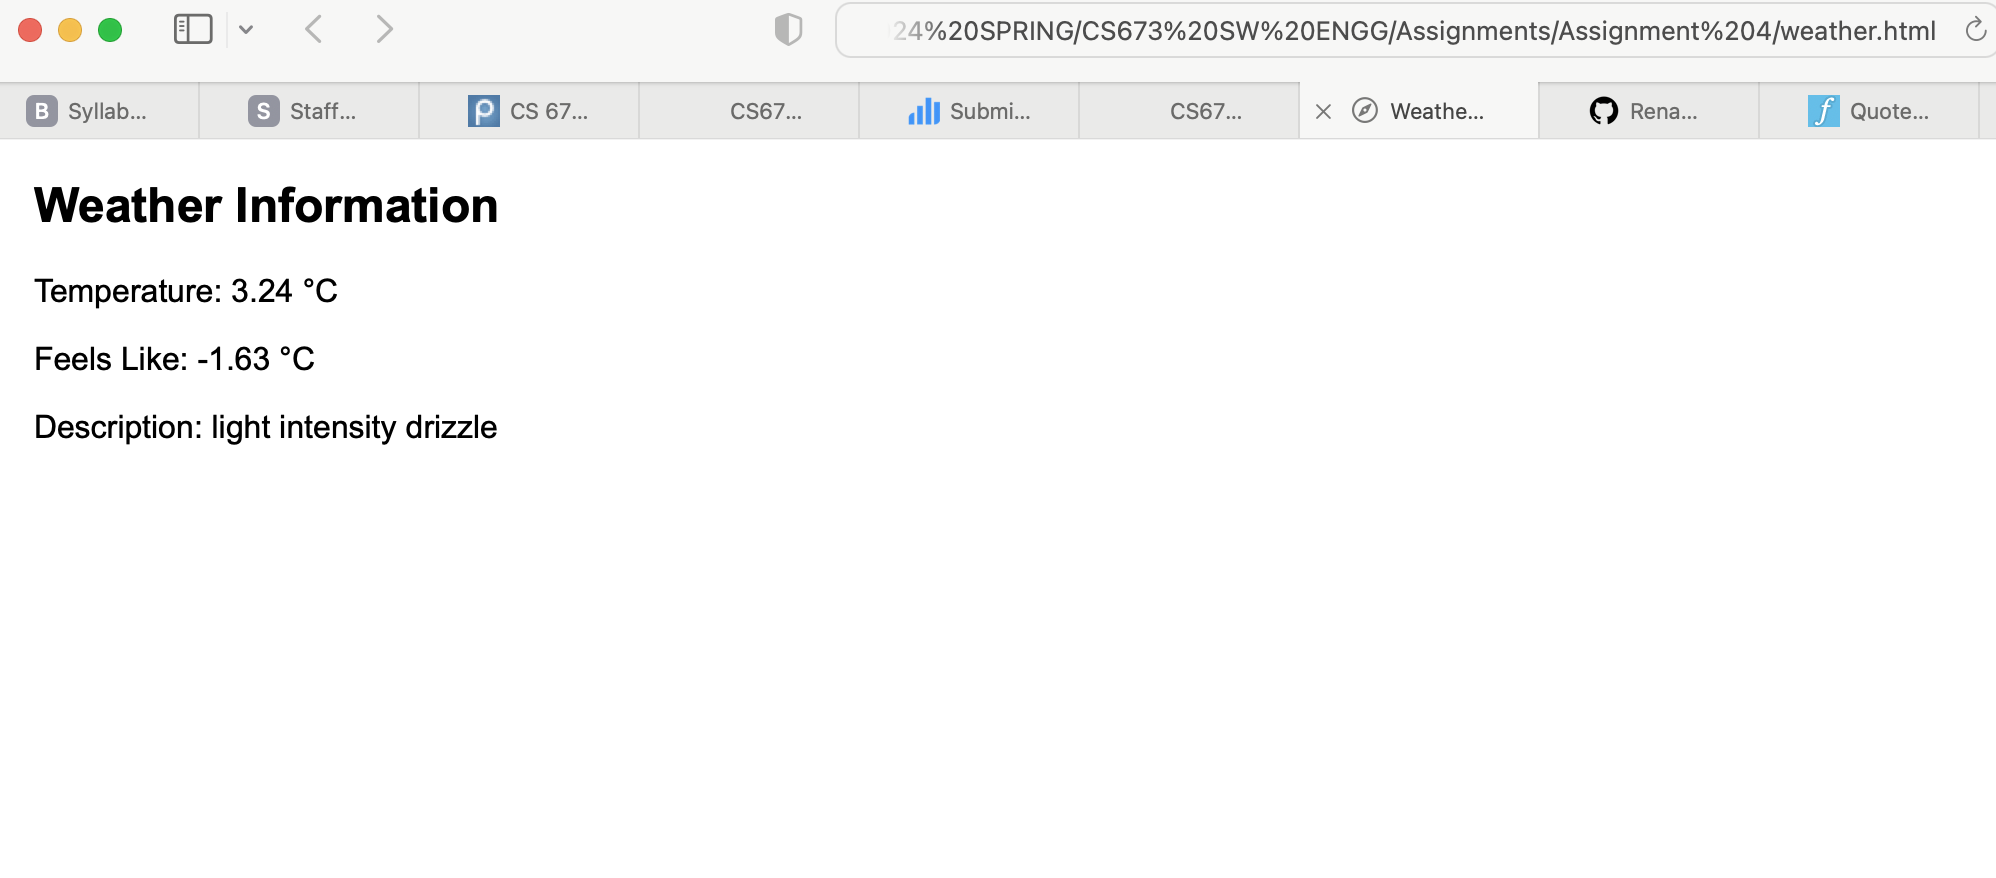 24%20SPRING/CS673%20SW%20ENGG/Assignments/Assignment%204/weather.html
B Syllab... S Staff... CS 67... CS67... Submi... CS67... Weathe... Rena... f Quote...
Weather Information
Temperature: 3.24 °C
Feels Like: -1.63 °C
Description: light intensity drizzle